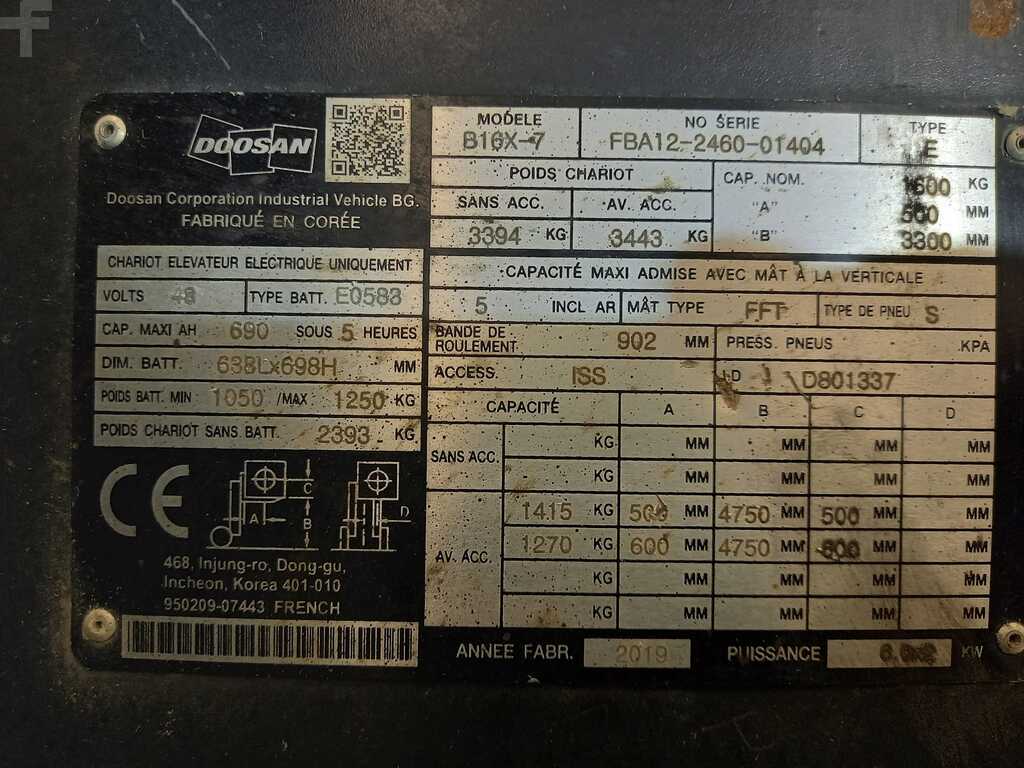 DOOSAN
Doosan Corporation Industrial Vehicle BG.
FABRIQUÉ EN CORÉE
MODELE B16X-7
NO SERIE FBA12-2460-01404
TYPE E
POIDS CHARIOT
SANS ACC. AV. ACC.
3394 KG 3443 KG
CAP. NOM. 1600 KG
"A" 500 MM
"B" 3300 MM
CHARIOT ELEVATEUR ELECTRIQUE UNIQUEMENT
VOLTS 48 TYPE BATT. E0583
CAP. MAXI AH 690 SOUS 5 HEURES
DIM. BATT. 638Lx698H MM
POIDS BATT. MIN 1050 /MAX 1250 KG
POIDS CHARIOT SANS BATT. 2393 KG
CAPACITÉ MAXI ADMISE AVEC MÂT À LA VERTICALE
5 INCL AR MÂT TYPE FFT TYPE DE PNEU S
BANDE DE ROULEMENT 902 MM PRESS. PNEUS KPA
ACCESS. ISS I-D D801337
CAPACITÉ A B C D
SANS ACC. KG MM MM MM MM
KG MM MM MM MM
AV. ACC. 1415 KG 500 MM 4750 MM 500 MM MM
1270 KG 600 MM 4750 MM 600 MM MM
KG MM MM MM MM
KG MM MM MM MM
CE
A B C D
468, Injung-ro, Dong-gu,
Incheon, Korea 401-010
950209-07443 FRENCH
ANNEE FABR. 2019 PUISSANCE KW